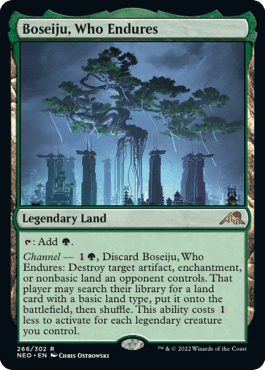 Boseiju, Who Endures
Legendary Land
: Add .
Channel — 1 , Discard Boseiju, Who
Endures: Destroy target artifact, enchantment,
or nonbasic land an opponent controls. That
player may search their library for a land
card with a basic land type, put it onto the
battlefield, then shuffle. This ability costs 1
less to activate for each legendary creature
you control.
266/302 R
NEO • EN CHRIS OSTROWSKI
™ & © 2022 Wizards of the Coast